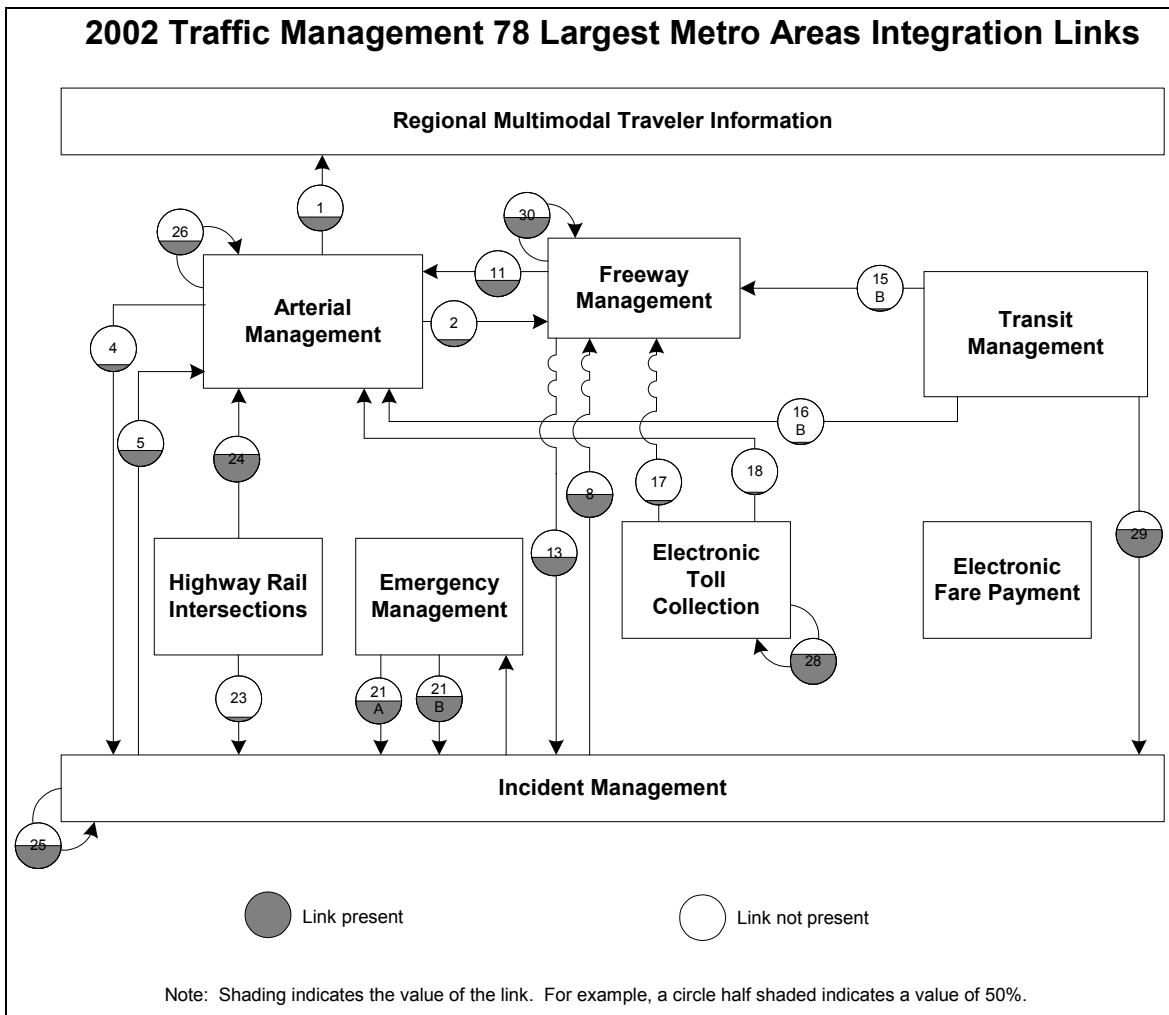 2002 Traffic Management 78 Largest Metro Areas Integration Links
Regional Multimodal Traveler Information
1
26
30
11
Freeway
Management
15
B
Arterial
Management
2
Transit
Management
4
16
B
5
24
17
18
8
29
13
Highway Rail
Intersections
Emergency
Management
Electronic
Toll
Collection
Electronic
Fare Payment
28
23
21
A
21
B
Incident Management
25
Link present
Link not present
Note:  Shading indicates the value of the link.  For example, a circle half shaded indicates a value of 50%.